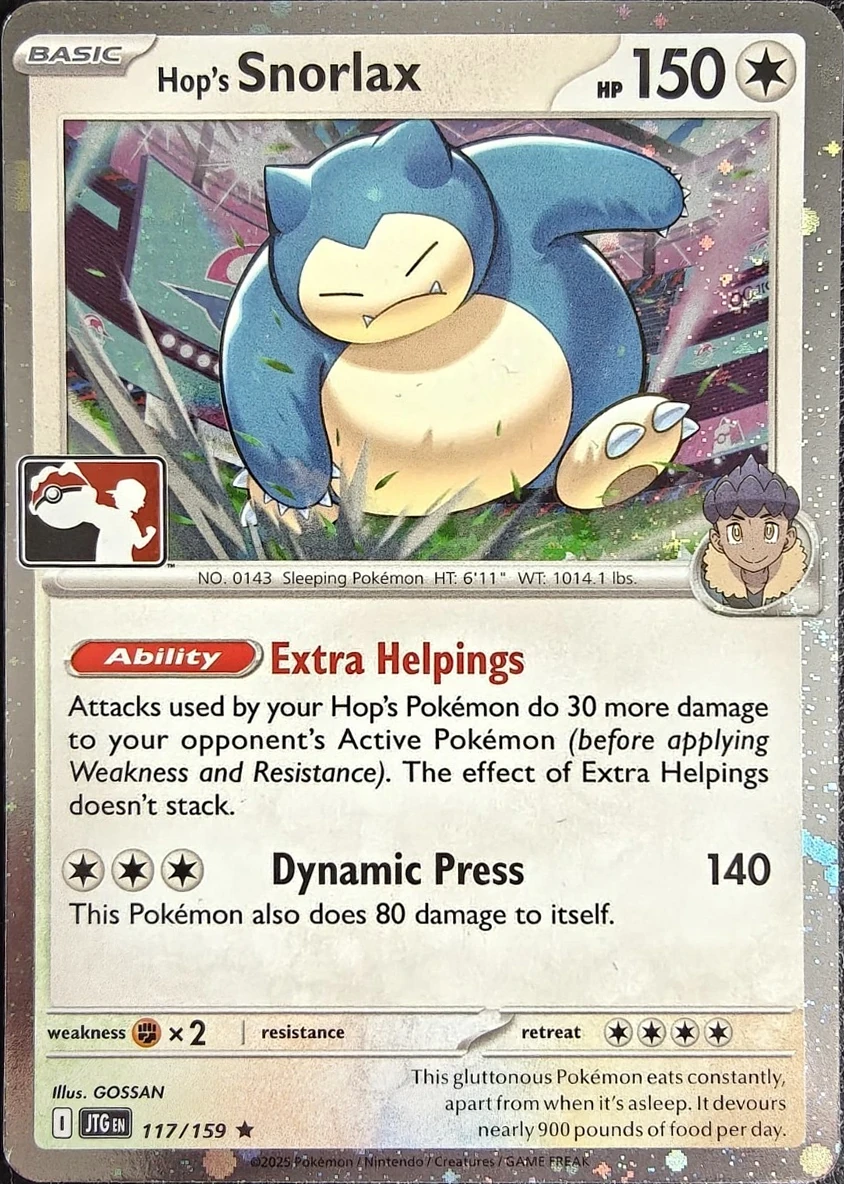 BASIC
Hop's Snorlax
HP 150
NO. 0143 Sleeping Pokémon HT: 6'11" WT: 1014.1 lbs.
TM
Ability Extra Helpings
Attacks used by your Hop's Pokémon do 30 more damage
to your opponent's Active Pokémon (before applying
Weakness and Resistance). The effect of Extra Helpings
doesn't stack.
Dynamic Press 140
This Pokémon also does 80 damage to itself.
weakness ×2 | resistance retreat
Illus. GOSSAN
This gluttonous Pokémon eats constantly,
apart from when it's asleep. It devours
nearly 900 pounds of food per day.
I JTG EN 117/159 ★
©2025 Pokémon / Nintendo / Creatures / GAME FREAK